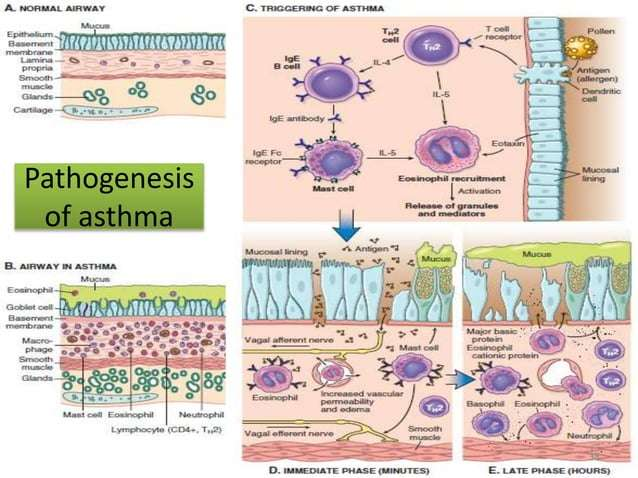 A. NORMAL AIRWAY
Mucus
Epithelium
Basement
membrane
Lamina
propria
Smooth
muscle
Glands
Cartilage
Pathogenesis
of asthma
B. AIRWAY IN ASTHMA
Mucus
Eosinophil
Goblet cell
Basement
membrane
Macro-
phage
Smooth
muscle
Glands
Mast cell
Eosinophil
Neutrophil
Lymphocyte (CD4+, TH2)
C. TRIGGERING OF ASTHMA
TH2
cell
T cell
receptor
Pollen
IgE
B cell
IL-4
TH2
Antigen
(allergen)
Dendritic
cell
IL-5
IgE antibody
Eotaxin
IgE Fc
receptor
IL-5
Mast cell
Eosinophil recruitment
Activation
Release of granules
and mediators
Mucosal
lining
Mucosal lining
Antigen
Mucus
Vagal afferent nerve
Mast cell
Eosinophil
Increased vascular
permeability
and edema
TH2
Vagal efferent nerve
Smooth
muscle
D. IMMEDIATE PHASE (MINUTES)
Mucus
Major basic
protein
Eosinophil
cationic protein
TH2
TH2
Basophil
Eosinophil
Neutrophil
E. LATE PHASE (HOURS)